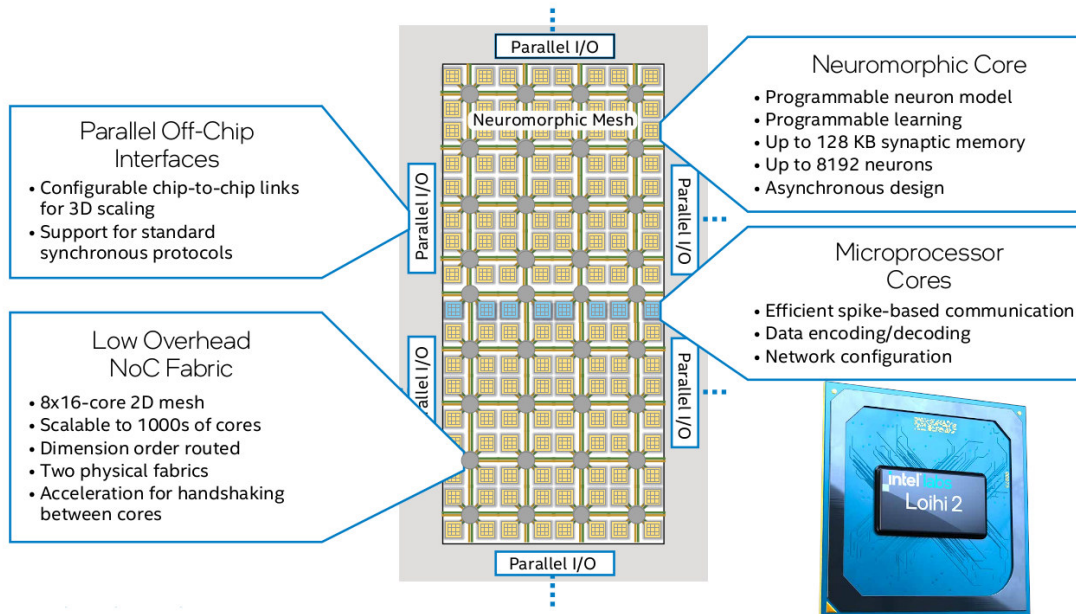 Parallel I/O
Neuromorphic Mesh
Parallel I/O
Parallel I/O
Parallel I/O
Parallel I/O
Parallel I/O
Parallel Off-Chip
Interfaces
• Configurable chip-to-chip links
for 3D scaling
• Support for standard
synchronous protocols
Low Overhead
NoC Fabric
• 8x16-core 2D mesh
• Scalable to 1000s of cores
• Dimension order routed
• Two physical fabrics
• Acceleration for handshaking
between cores
Neuromorphic Core
• Programmable neuron model
• Programmable learning
• Up to 128 KB synaptic memory
• Up to 8192 neurons
• Asynchronous design
Microprocessor
Cores
• Efficient spike-based communication
• Data encoding/decoding
• Network configuration
intel labs
Loihi 2